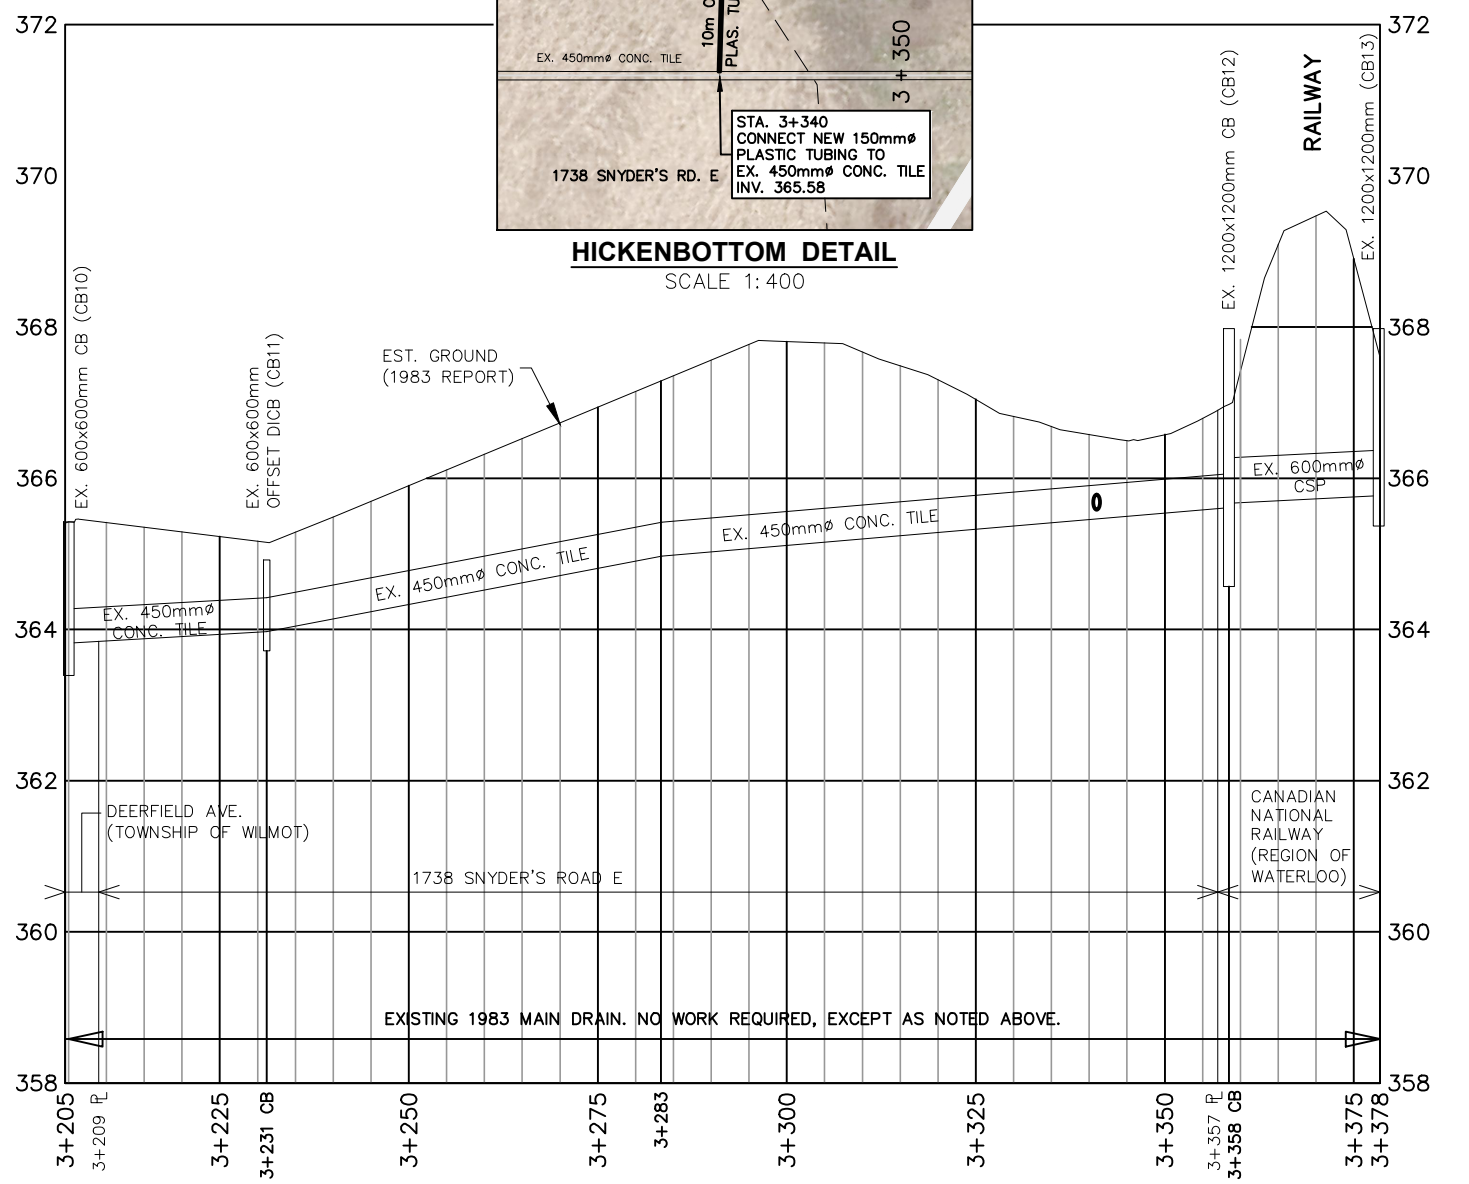 372
370
368
366
364
362
360
358
372
370
368
366
364
362
360
358
10m
EX. 450mmø CONC. TILE
3 + 350
STA. 3+340
CONNECT NEW 150mmø
PLASTIC TUBING TO
EX. 450mmø CONC. TILE
INV. 365.58
1738 SNYDER'S RD. E
HICKENBOTTOM DETAIL
SCALE 1:400
EX. 600x600mm CB (CB10)
EX. 600x600mm
OFFSET DICB (CB11)
EST. GROUND
(1983 REPORT)
EX. 1200x1200mm CB (CB12)
RAILWAY
EX. 1200x1200mm (CB13)
EX. 450mmø
CONC. TILE
EX. 450mmø CONC. TILE
EX. 450mmø CONC. TILE
EX. 600mmø
CSP
DEERFIELD AVE.
(TOWNSHIP OF WILMOT)
1738 SNYDER'S ROAD E
CANADIAN
NATIONAL
RAILWAY
(REGION OF
WATERLOO)
EXISTING 1983 MAIN DRAIN. NO WORK REQUIRED, EXCEPT AS NOTED ABOVE.
3+205
3+209 PL
3+225
3+231 CB
3+250
3+275
3+283
3+300
3+325
3+350
3+357 PL
3+358 CB
3+375
3+378